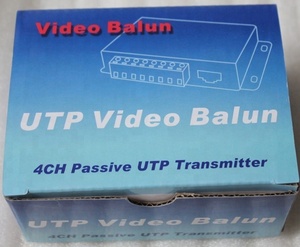 Video Balun
UTP Video Balun
4CH Passive UTP Transmitter
UTP Video Balun
4CH Passive UTP Transmitter